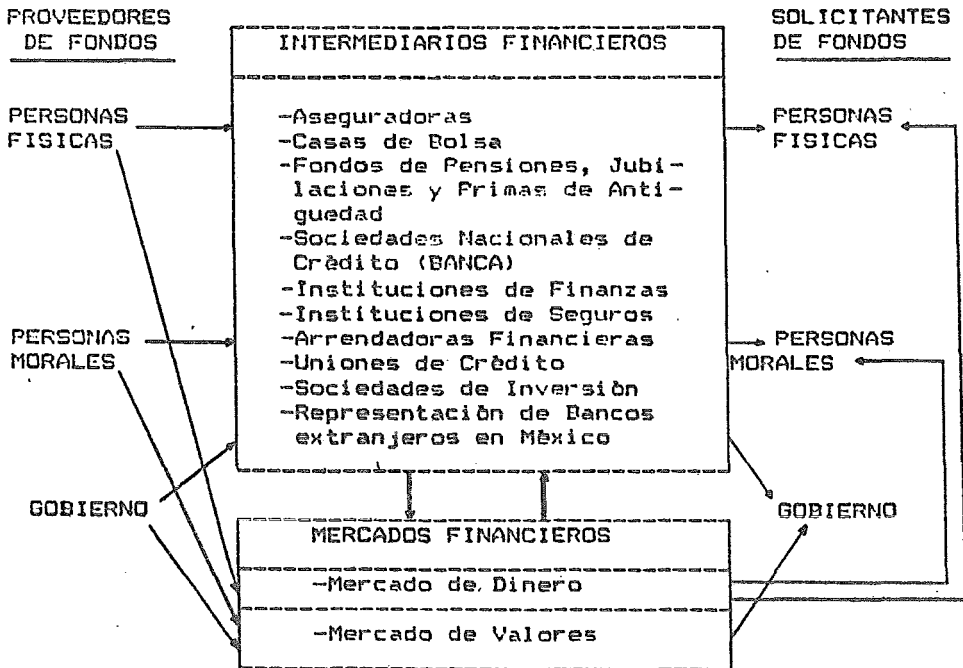 PROVEEDORES
DE FONDOS
INTERMEDIARIOS FINANCIEROS
SOLICITANTES
DE FONDOS
PERSONAS
FISICAS
-Aseguradoras
-Casas de Bolsa
-Fondos de Pensiones, Jubi-
laciones y Primas de Anti-
guedad
-Sociedades Nacionales de
Crèdito (BANCA)
-Instituciones de Finanzas
-Instituciones de Seguros
-Arrendadoras Financieras
-Uniones de Crèdito
-Sociedades de Inversiòn
-Representaciòn de Bancos
extranjeros en Mèxico
PERSONAS
FISICAS
PERSONAS
MORALES
PERSONAS
MORALES
GOBIERNO
GOBIERNO
MERCADOS FINANCIEROS
-Mercado de Dinero
-Mercado de Valores